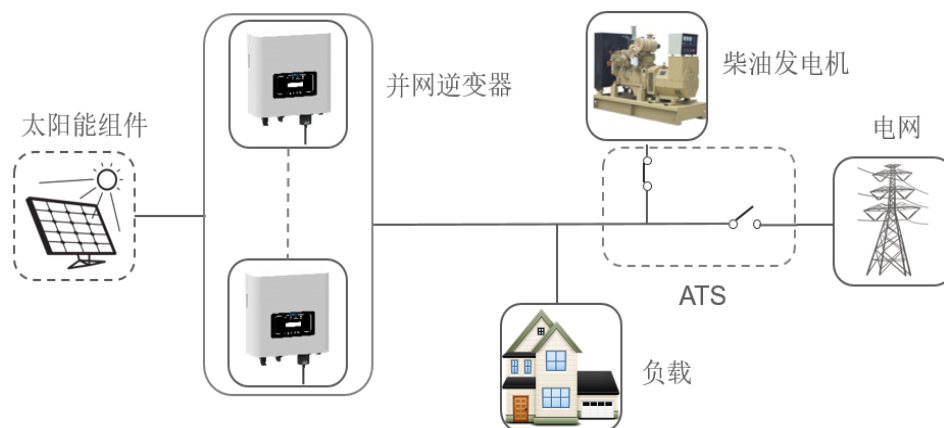 柴油发电机
并网逆变器
太阳能组件
电网
ATS
负载